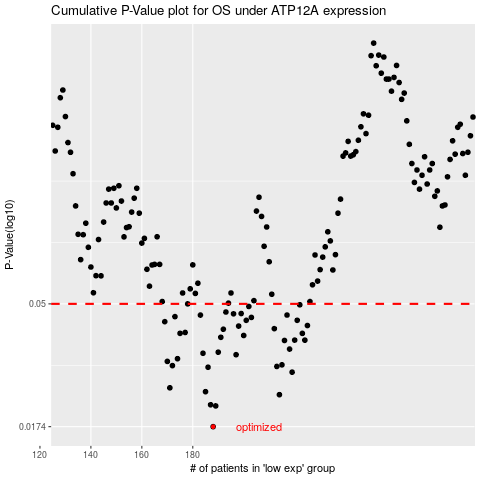 Cumulative P-Value plot for OS under ATP12A expression
P-Value(log10)
0.05
0.0174
optimized
120 140 160 180
# of patients in 'low exp' group